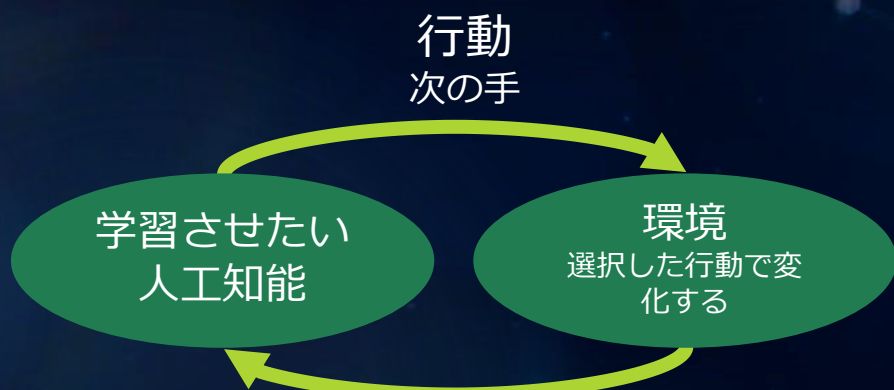 行動
次の手
学習させたい
人工知能
環境
選択した行動で変
化する